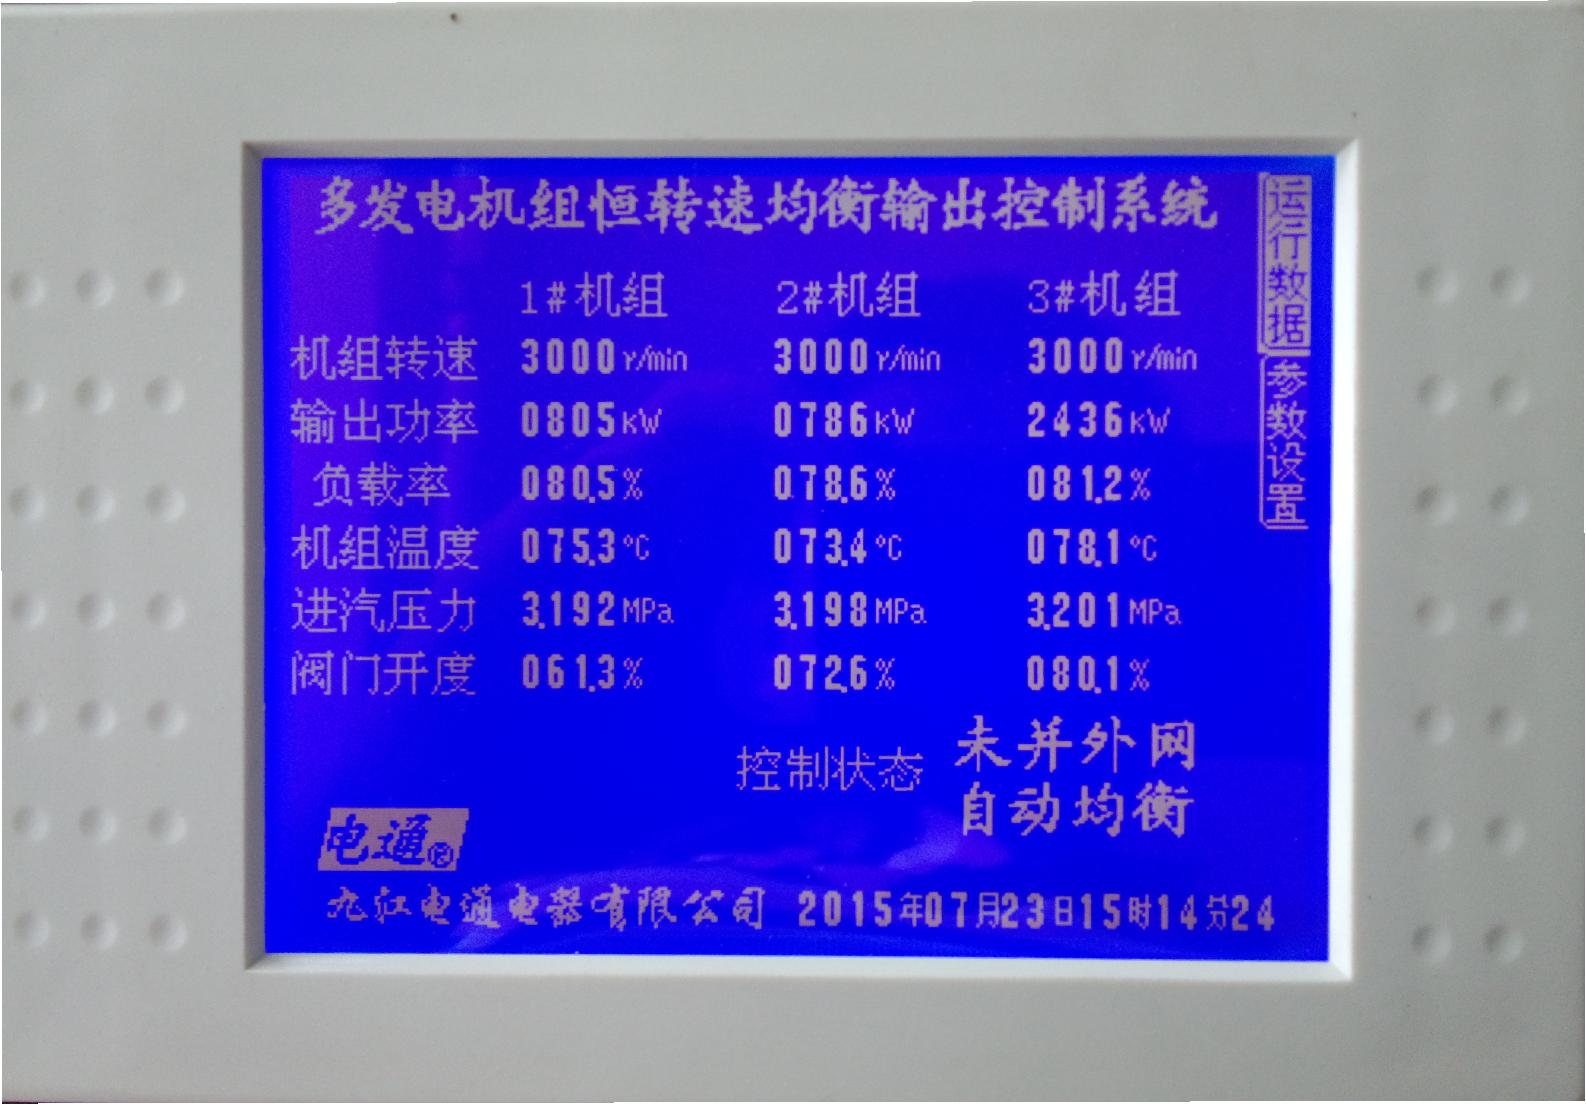 多发电机组恒转速均衡输出控制系统
1#机组 2#机组 3#机组
机组转速 3000r/min 3000r/min 3000r/min
输出功率 0805KW 0786KW 2436KW
负载率 080.5% 078.6% 081.2%
机组温度 075.3℃ 073.4℃ 078.1℃
进汽压力 3.192MPa 3.198MPa 3.201MPa
阀门开度 061.3% 072.6% 080.1%
控制状态 未并外网
自动均衡
电通®
九江电通电器有限公司 2015年07月23日15时14分24
运行数据
参数设置